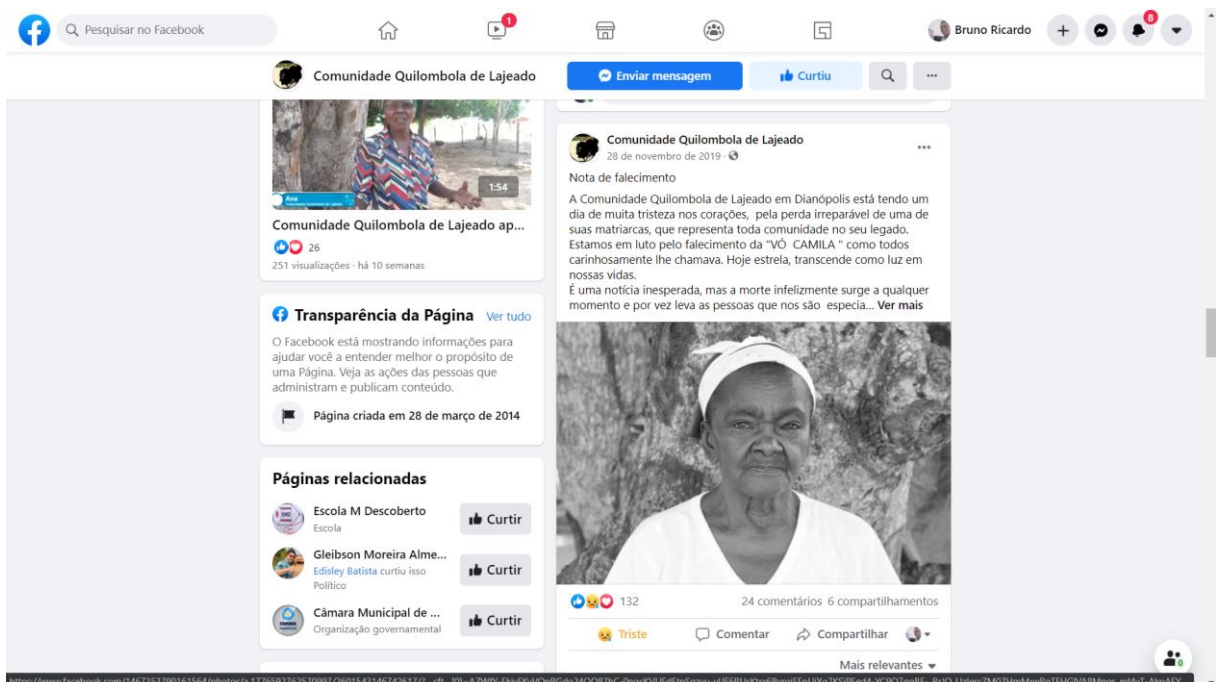 Pesquisar no Facebook
1
Bruno Ricardo
8
Comunidade Quilombola de Lajeado
Enviar mensagem
Curtiu
1:54
Ana
Comunidade Quilombola de Lajeado ap...
26
251 visualizações · há 10 semanas
Transparência da Página Ver tudo
O Facebook está mostrando informações para
ajudar você a entender melhor o propósito de
uma Página. Veja as ações das pessoas que
administram e publicam conteúdo.
Página criada em 28 de março de 2014
Páginas relacionadas
Escola M Descoberto
Escola
Curtir
Gleibson Moreira Alme...
Edisley Batista curtiu isso
Político
Curtir
Câmara Municipal de ...
Organização governamental
Curtir
Comunidade Quilombola de Lajeado
28 de novembro de 2019 ·
Nota de falecimento
A Comunidade Quilombola de Lajeado em Dianópolis está tendo um
dia de muita tristeza nos corações, pela perda irreparável de uma de
suas matriarcas, que representa toda comunidade no seu legado.
Estamos em luto pelo falecimento da "VÓ CAMILA " como todos
carinhosamente lhe chamava. Hoje estrela, transcende como luz em
nossas vidas.
É uma notícia inesperada, mas a morte infelizmente surge a qualquer
momento e por vez leva as pessoas que nos são especia... Ver mais
132
24 comentários 6 compartilhamentos
Triste
Comentar
Compartilhar
Mais relevantes